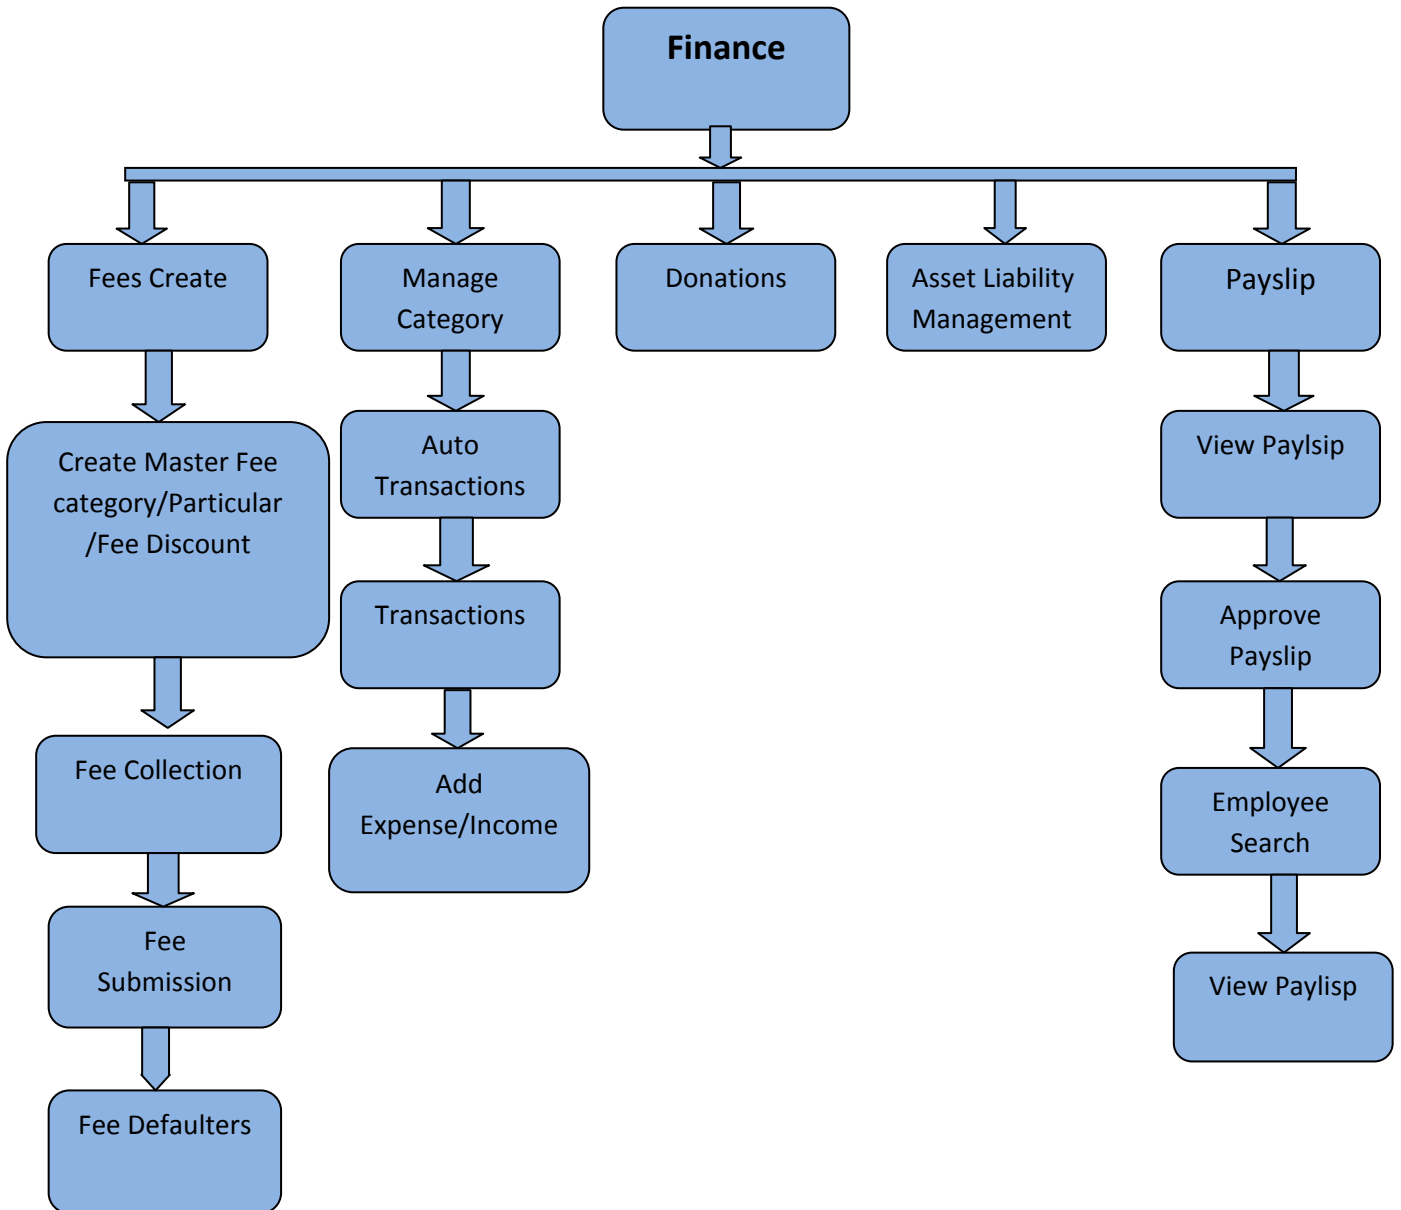 Finance
Fees Create
Manage
Category
Donations
Asset Liability
Management
Payslip
Create Master Fee
category/Particular
/Fee Discount
Auto
Transactions
View Paylsip
Transactions
Approve
Payslip
Fee Collection
Add
Expense/Income
Employee
Search
Fee
Submission
View Paylisp
Fee Defaulters